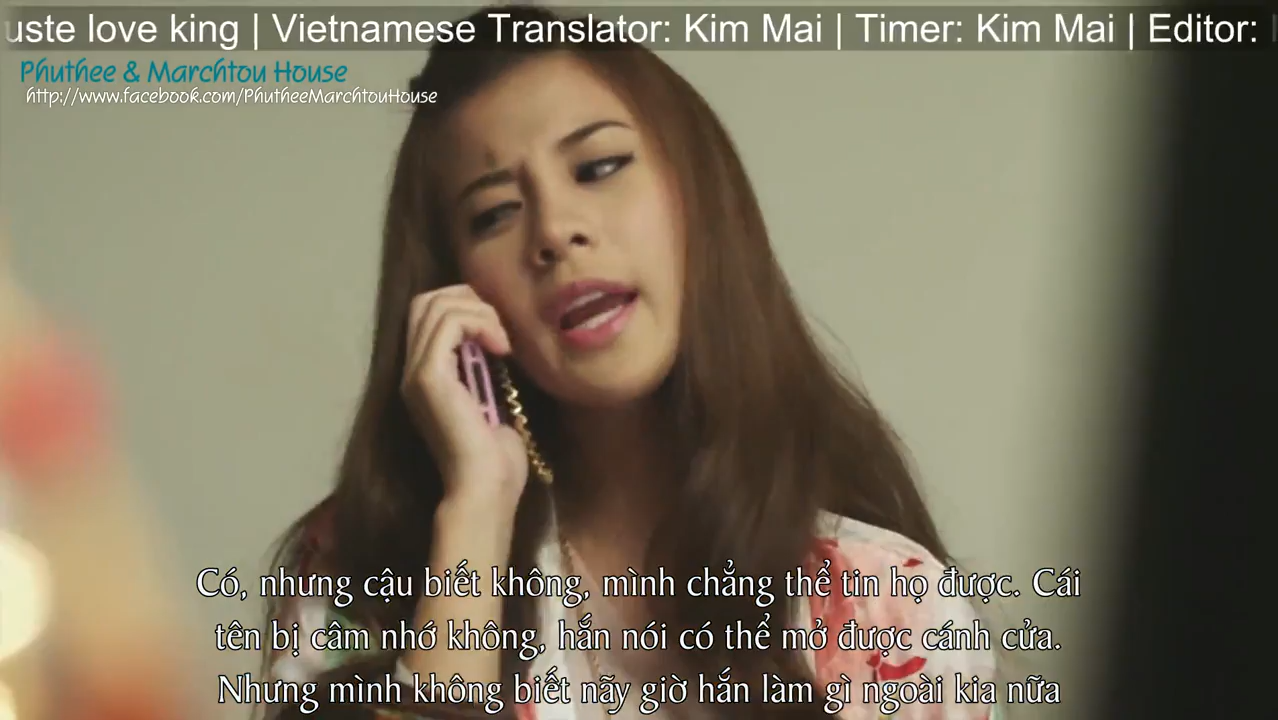 uste love king | Vietnamese Translator: Kim Mai | Timer: Kim Mai | Editor:
Phuthee & Marchtou House
http://www.facebook.com/PhutheeMarchtouHouse
Có, nhưng cậu biết không, mình chẳng thể tin họ được. Cái
tên bị câm nhớ không, hắn nói có thể mở được cánh cửa.
Nhưng mình không biết nãy giờ hắn làm gì ngoài kia nữa